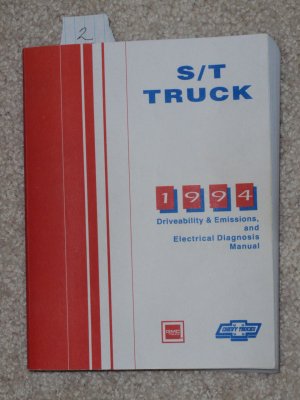 2
S/T
TRUCK
1994
Driveability & Emissions,
and
Electrical Diagnosis
Manual
GMC
CHEVY TRUCKS